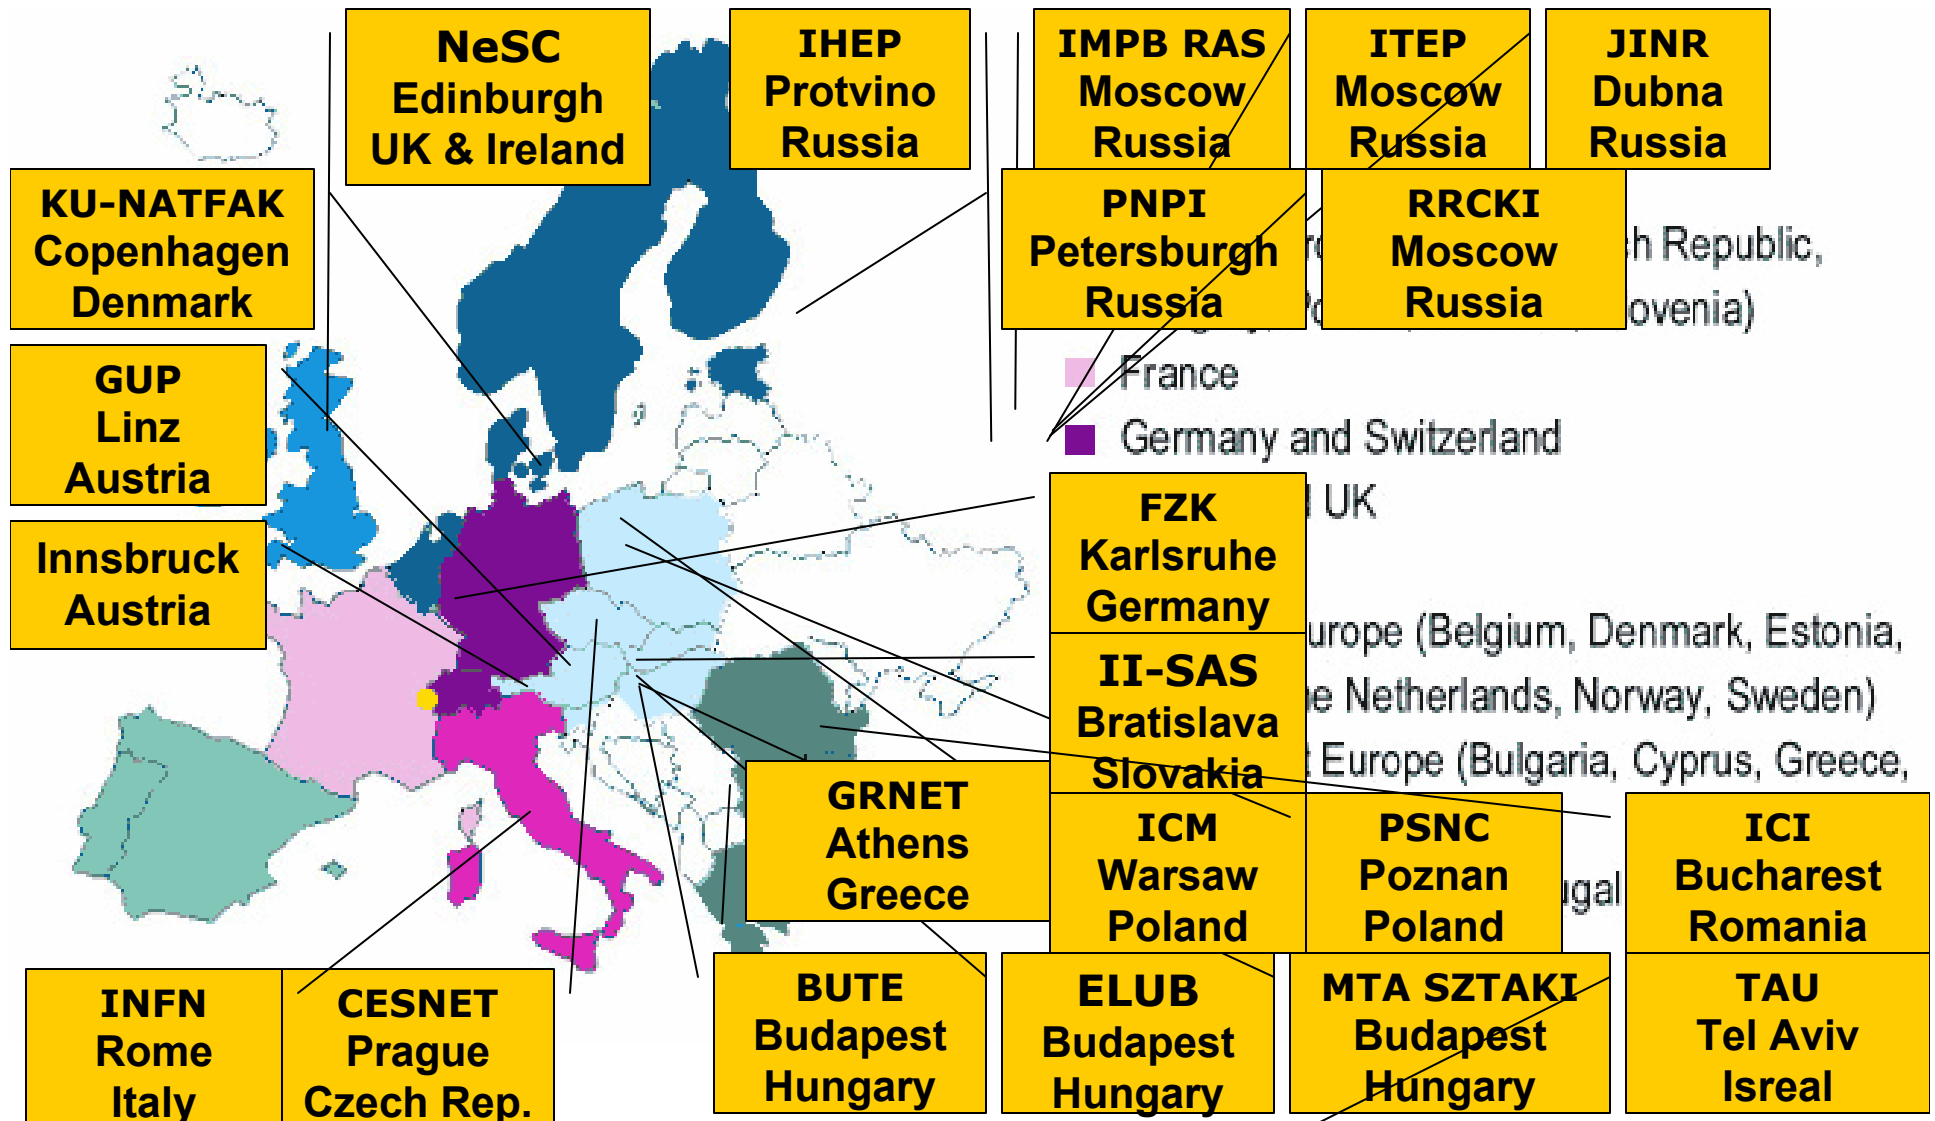 NeSC
Edinburgh
UK & Ireland
IHEP
Protvino
Russia
IMPB RAS
Moscow
Russia
ITEP
Moscow
Russia
JINR
Dubna
Russia
KU-NATFAK
Copenhagen
Denmark
PNPI
Petersburgh
Russia
RRCKI
Moscow
Russia
Republic,
France
Germany and Switzerland
UK
GUP
Linz
Austria
Innsbruck
Austria
FZK
Karlsruhe
Germany
(Belgium, Denmark, Estonia,
Netherlands, Norway, Sweden)
Europe (Bulgaria, Cyprus, Greece,
II-SAS
Bratislava
Slovakia
GRNET
Athens
Greece
ICM
Warsaw
Poland
PSNC
Poznan
Poland
ICI
Bucharest
Romania
INFN
Rome
Italy
CESNET
Prague
Czech Rep.
BUTE
Budapest
Hungary
ELUB
Budapest
Hungary
MTA SZTAKI
Budapest
Hungary
TAU
Tel Aviv
Isreal